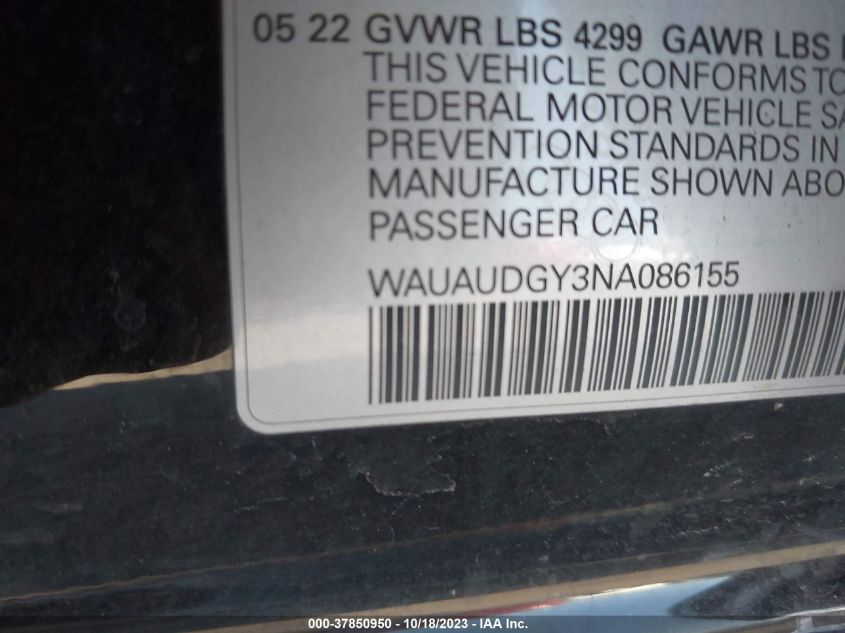 05 22 GVWR LBS 4299 GAWR LBS
THIS VEHICLE CONFORMS TO
FEDERAL MOTOR VEHICLE
PREVENTION STANDARDS IN
MANUFACTURE SHOWN
PASSENGER CAR
WAUAUDGY3NA086155
000-37850950 - 10/18/2023 - IAA Inc.